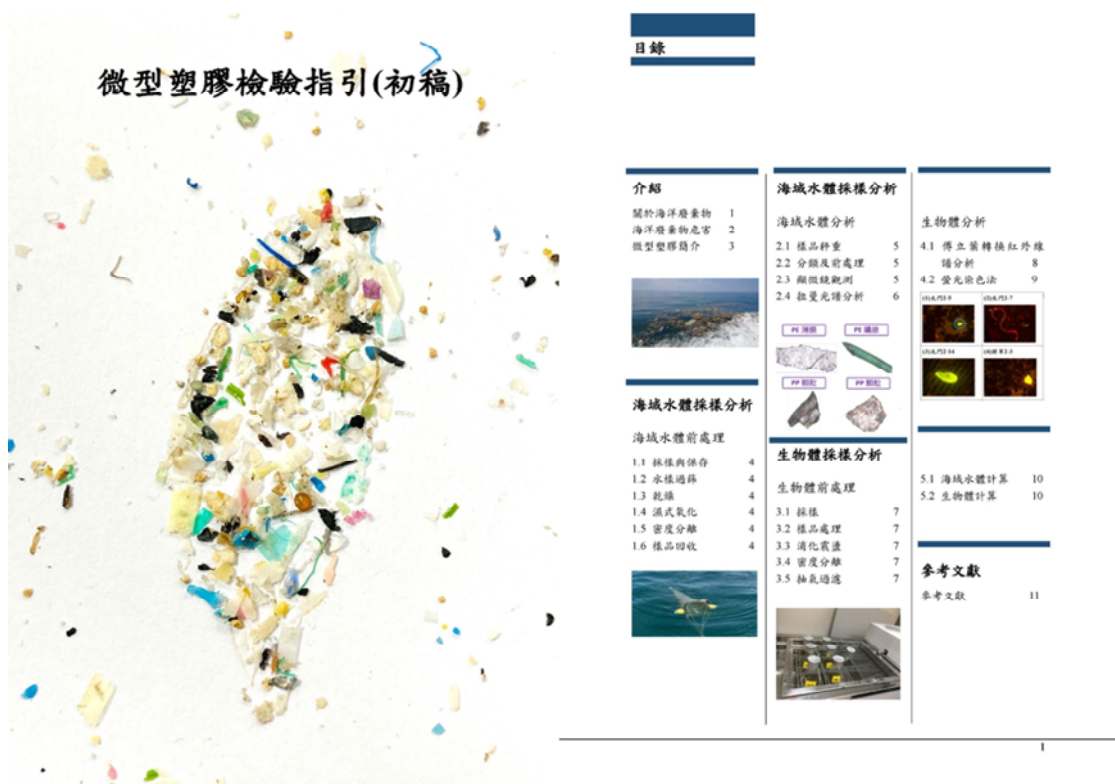 微型塑膠檢驗指引(初稿)
目錄
介紹
關於海洋廢棄物 1
海洋廢棄物危害 2
微型塑膠簡介 3
海域水體採樣分析
海域水體前處理
1.1 採樣與保存 4
1.2 水樣過篩 4
1.3 乾燥 4
1.4 濕式氧化 4
1.5 密度分離 4
1.6 樣品回收 4
海域水體採樣分析
海域水體分析
2.1 樣品秤重 5
2.2 分類及前處理 5
2.3 顯微鏡觀測 5
2.4 拉曼光譜分析 6
PE 薄膜
PE 纖維
PP 顆粒
PP 顆粒
生物體採樣分析
生物體前處理
3.1 採樣 7
3.2 樣品處理 7
3.3 消化震盪 7
3.4 密度分離 7
3.5 抽氣過濾 7
生物體分析
4.1 傅立葉轉換紅外線
譜分析 8
4.2 螢光染色法 9
5.1 海域水體計算 10
5.2 生物體計算 10
參考文獻
參考文獻 11
I